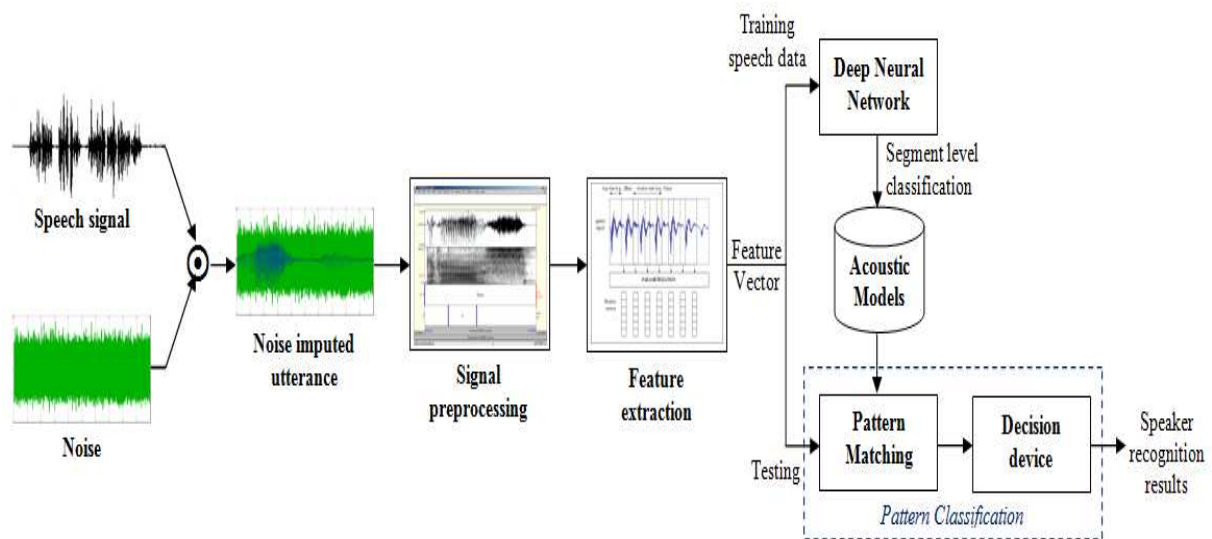 Training
speech data
Deep Neural
Network
Segment level
classification
Speech signal
Acoustic
Models
Feature
Vector
Noise imputed
utterance
Signal
preprocessing
Feature
extraction
Noise
Testing
Pattern
Matching
Decision
device
Speaker
recognition
results
Pattern Classification